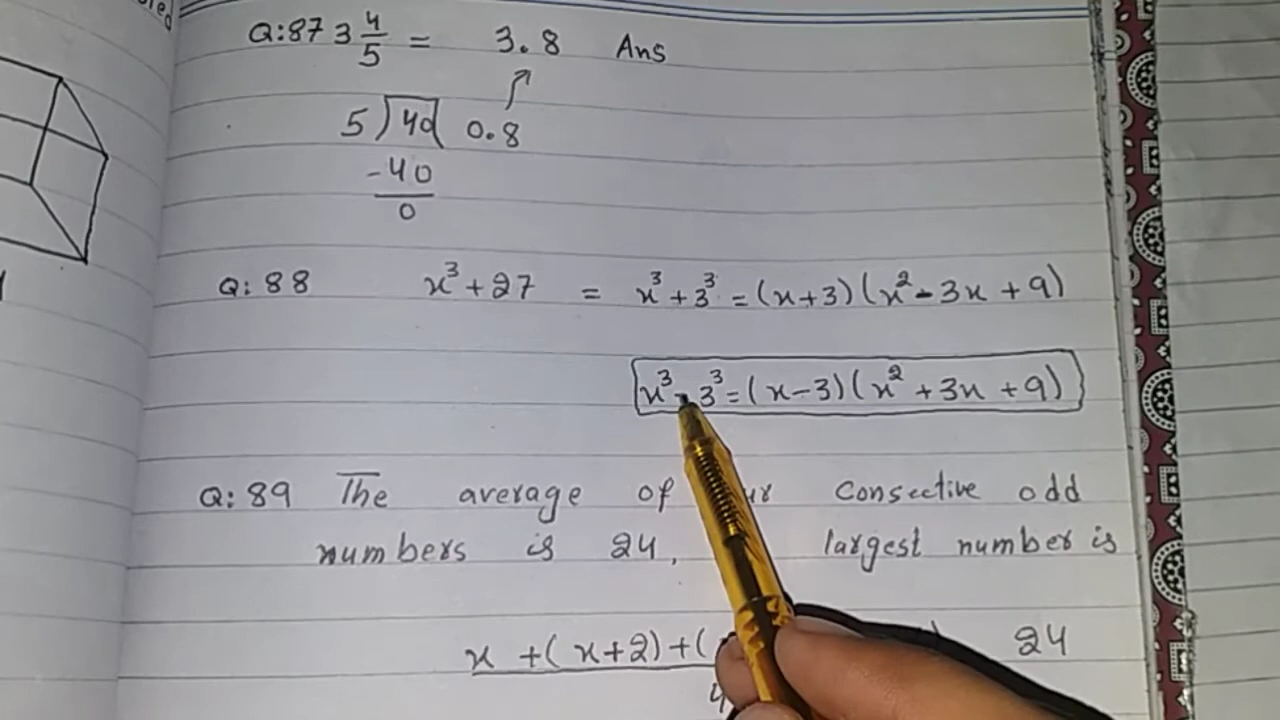 Q:87 3 4/5 = 3.8 Ans
5 ) 40 0.8
-40
0
Q: 88 x³ + 27 = x³ + 3³ = (x+3)(x² - 3x + 9)
x³ - 3³ = (x-3)(x² + 3x + 9)
Q: 89 The average of consective odd
numbers is 24, largest number is
x + (x+2) + ( 24
4